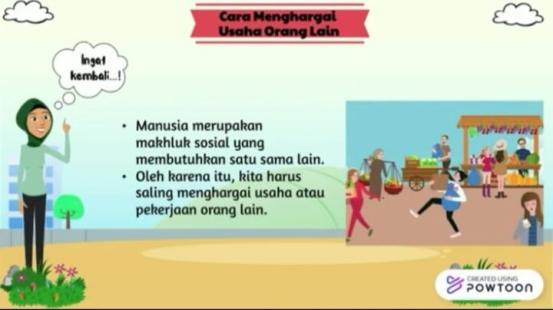 Cara Menghargai
Usaha Orang Lain
Ingat
kembali...!
• Manusia merupakan
makhluk sosial yang
membutuhkan satu sama lain.
• Oleh karena itu, kita harus
saling menghargai usaha atau
pekerjaan orang lain.
CREATED USING
POWTOON